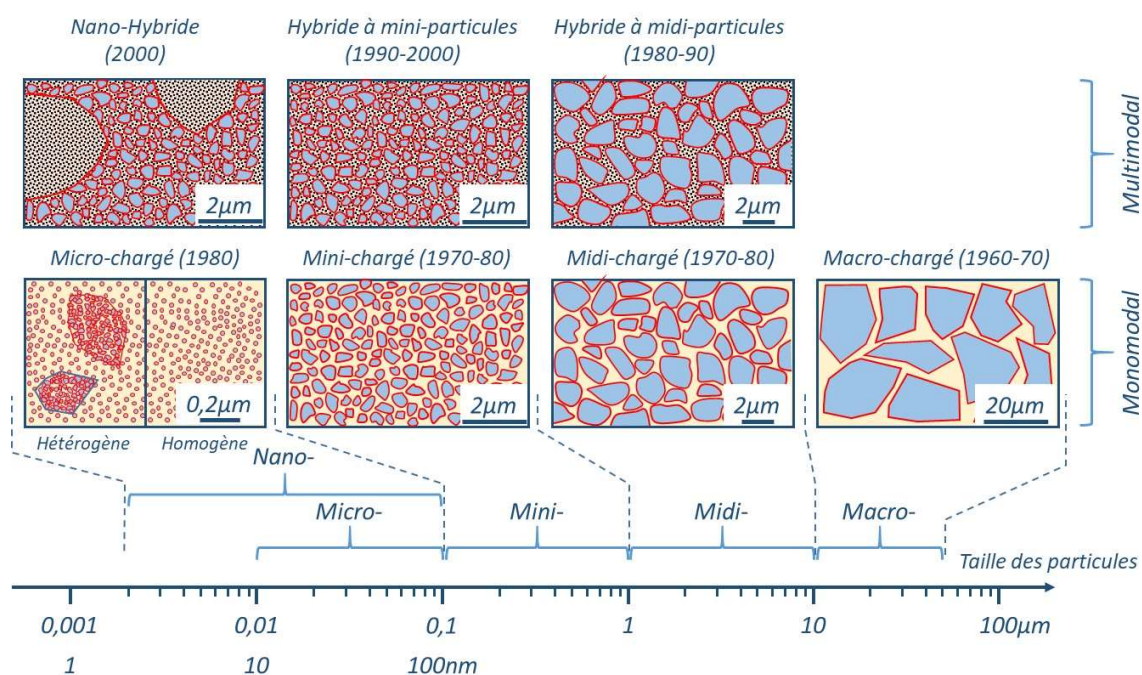 Nano-Hybride
(2000)
Hybride à mini-particules
(1990-2000)
Hybride à midi-particules
(1980-90)
2µm
2µm
2µm
Multimodal
Micro-chargé (1980)
Mini-chargé (1970-80)
Midi-chargé (1970-80)
Macro-chargé (1960-70)
0,2µm
2µm
2µm
20µm
Monomodal
Hétérogène
Homogène
Nano-
Micro-
Mini-
Midi-
Macro-
Taille des particules
0,001
0,01
0,1
1
10
100µm
1
10
100nm